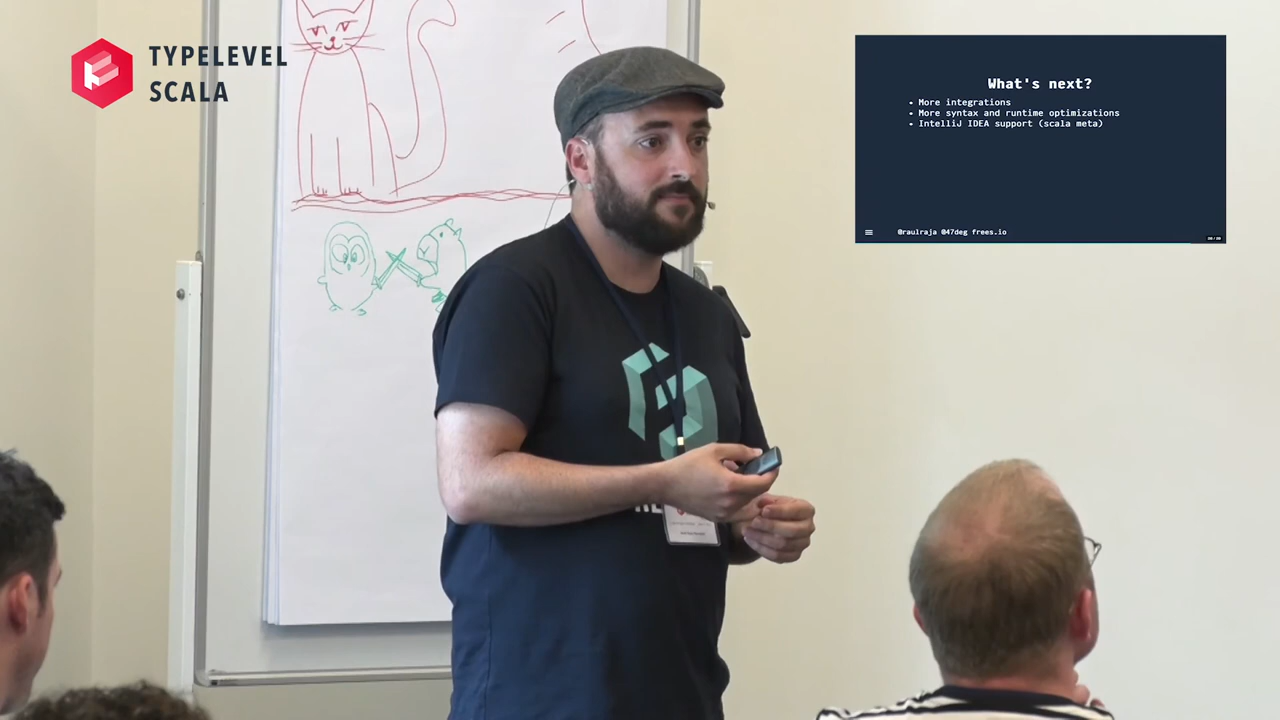 TYPELEVEL
SCALA
What's next?
• More integrations
• More syntax and runtime optimizations
• IntelliJ IDEA support (scala meta)
@raulraja @47deg frees.io